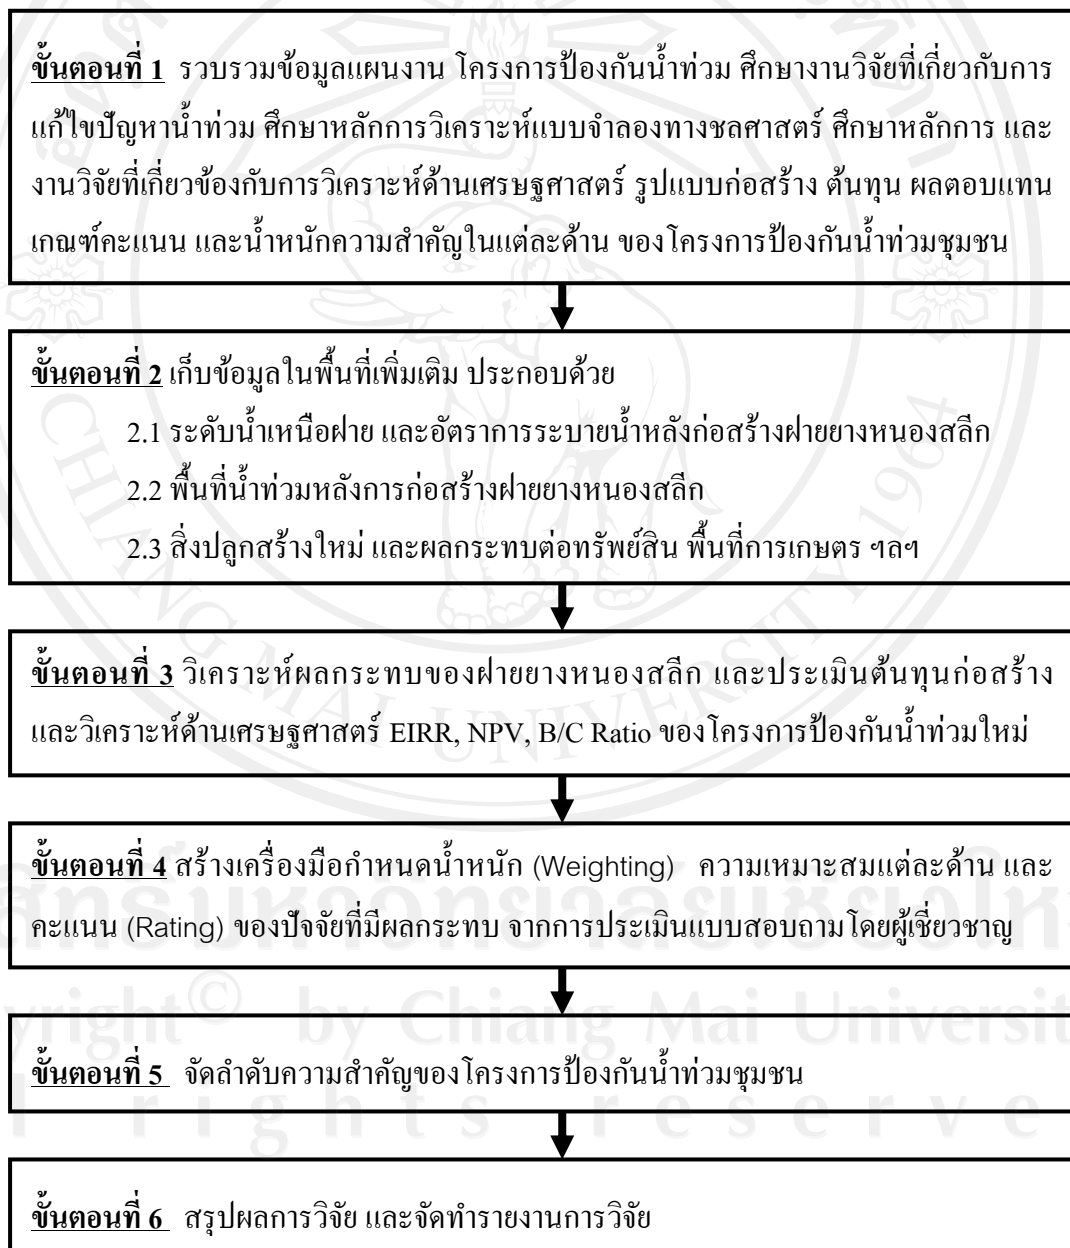 ขั้นตอนที่ 1 รวบรวมข้อมูลแผนงาน โครงการป้องกันน้ำท่วม ศึกษางานวิจัยที่เกี่ยวกับการ
แก้ไขปัญหาน้ำท่วม ศึกษาหลักการวิเคราะห์แบบจำลองทางชลศาสตร์ ศึกษาหลักการ และ
งานวิจัยที่เกี่ยวข้องกับการวิเคราะห์ด้านเศรษฐศาสตร์ รูปแบบก่อสร้าง ต้นทุน ผลตอบแทน
เกณฑ์คะแนน และน้ำหนักความสำคัญในแต่ละด้าน ของโครงการป้องกันน้ำท่วมชุมชน
ขั้นตอนที่ 2 เก็บข้อมูลในพื้นที่เพิ่มเติม ประกอบด้วย
2.1 ระดับน้ำเหนือฝาย และอัตราการระบายน้ำหลังก่อสร้างฝายยางหนองสลีก
2.2 พื้นที่น้ำท่วมหลังการก่อสร้างฝายยางหนองสลีก
2.3 สิ่งปลูกสร้างใหม่ และผลกระทบต่อทรัพย์สิน พื้นที่การเกษตร ฯลฯ
ขั้นตอนที่ 3 วิเคราะห์ผลกระทบของฝายยางหนองสลีก และประเมินต้นทุนก่อสร้าง
และวิเคราะห์ด้านเศรษฐศาสตร์ EIRR, NPV, B/C Ratio ของโครงการป้องกันน้ำท่วมใหม่
ขั้นตอนที่ 4 สร้างเครื่องมือกำหนดน้ำหนัก (Weighting) ความเหมาะสมแต่ละด้าน และ
คะแนน (Rating) ของปัจจัยที่มีผลกระทบ จากการประเมินแบบสอบถามโดยผู้เชี่ยวชาญ
ขั้นตอนที่ 5 จัดลำดับความสำคัญของโครงการป้องกันน้ำท่วมชุมชน
ขั้นตอนที่ 6 สรุปผลการวิจัย และจัดทำรายงานการวิจัย
CHIANG MAI UNIVERSITY 1964
by Chiang Mai